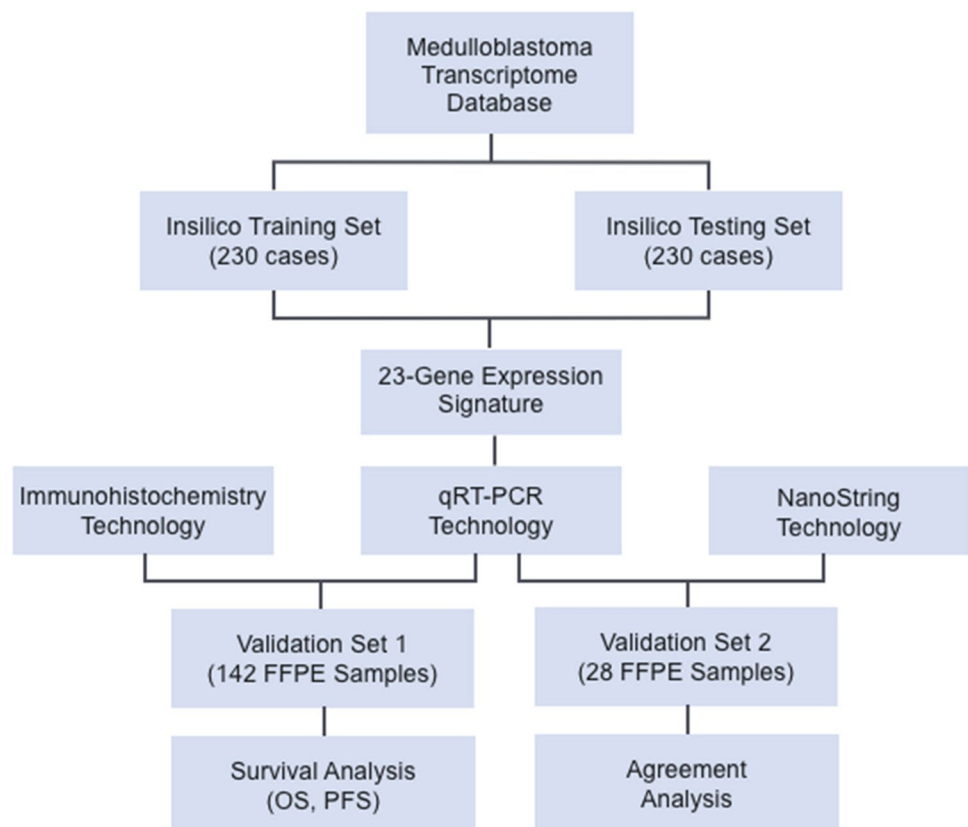 Medulloblastoma
Transcriptome
Database
Insilico Training Set
(230 cases)
Insilico Testing Set
(230 cases)
23-Gene Expression
Signature
Immunohistochemistry
Technology
qRT-PCR
Technology
NanoString
Technology
Validation Set 1
(142 FFPE Samples)
Validation Set 2
(28 FFPE Samples)
Survival Analysis
(OS, PFS)
Agreement
Analysis